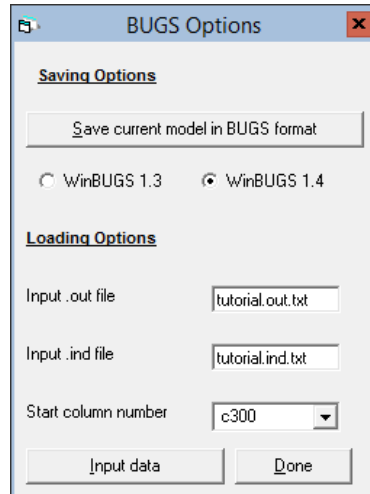 BUGS Options
Saving Options
Save current model in BUGS format
WinBUGS 1.3 WinBUGS 1.4
Loading Options
Input .out file tutorial.out.txt
Input .ind file tutorial.ind.txt
Start column number c300
Input data Done